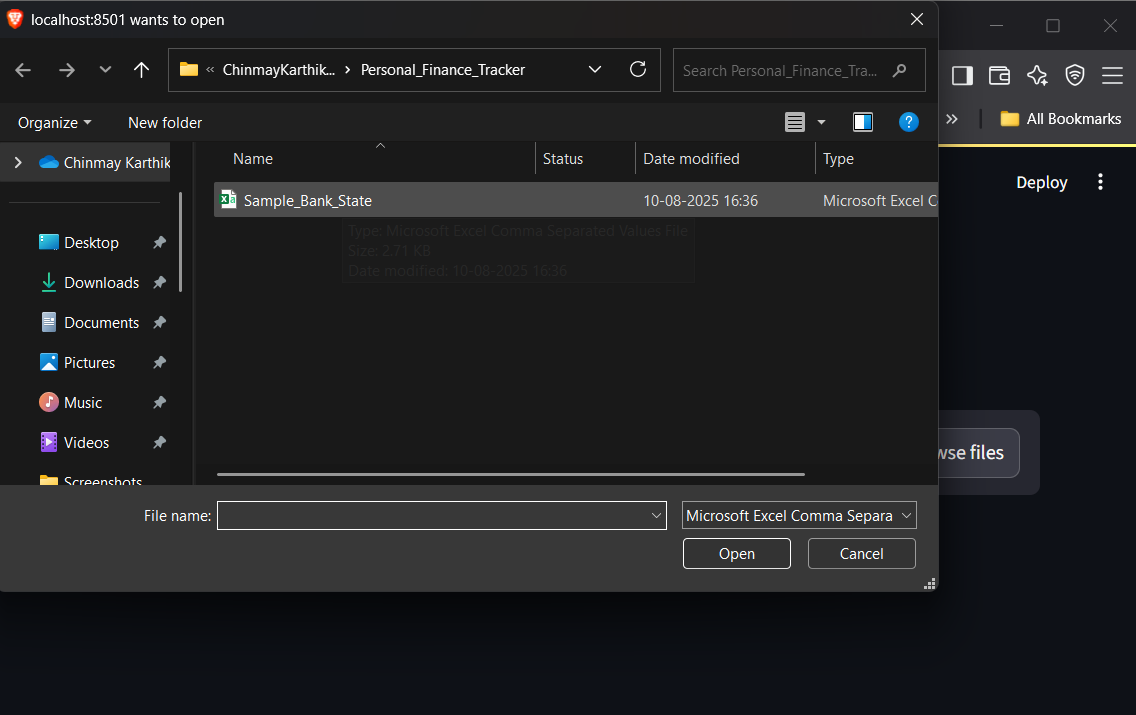 localhost:8501 wants to open
« ChinmayKarthik... › Personal_Finance_Tracker
Search Personal_Finance_Tra...
Organize
New folder
All Bookmarks
Chinmay Karthik
Name
Status
Date modified
Type
Deploy
Sample_Bank_State
10-08-2025 16:36
Microsoft Excel C
Type: Microsoft Excel Comma Separated Values File
Size: 2.71 KB
Date modified: 10-08-2025 16:36
Desktop
Downloads
Documents
Pictures
Music
Videos
Screenshots
wse files
File name:
Microsoft Excel Comma Separa
Open
Cancel